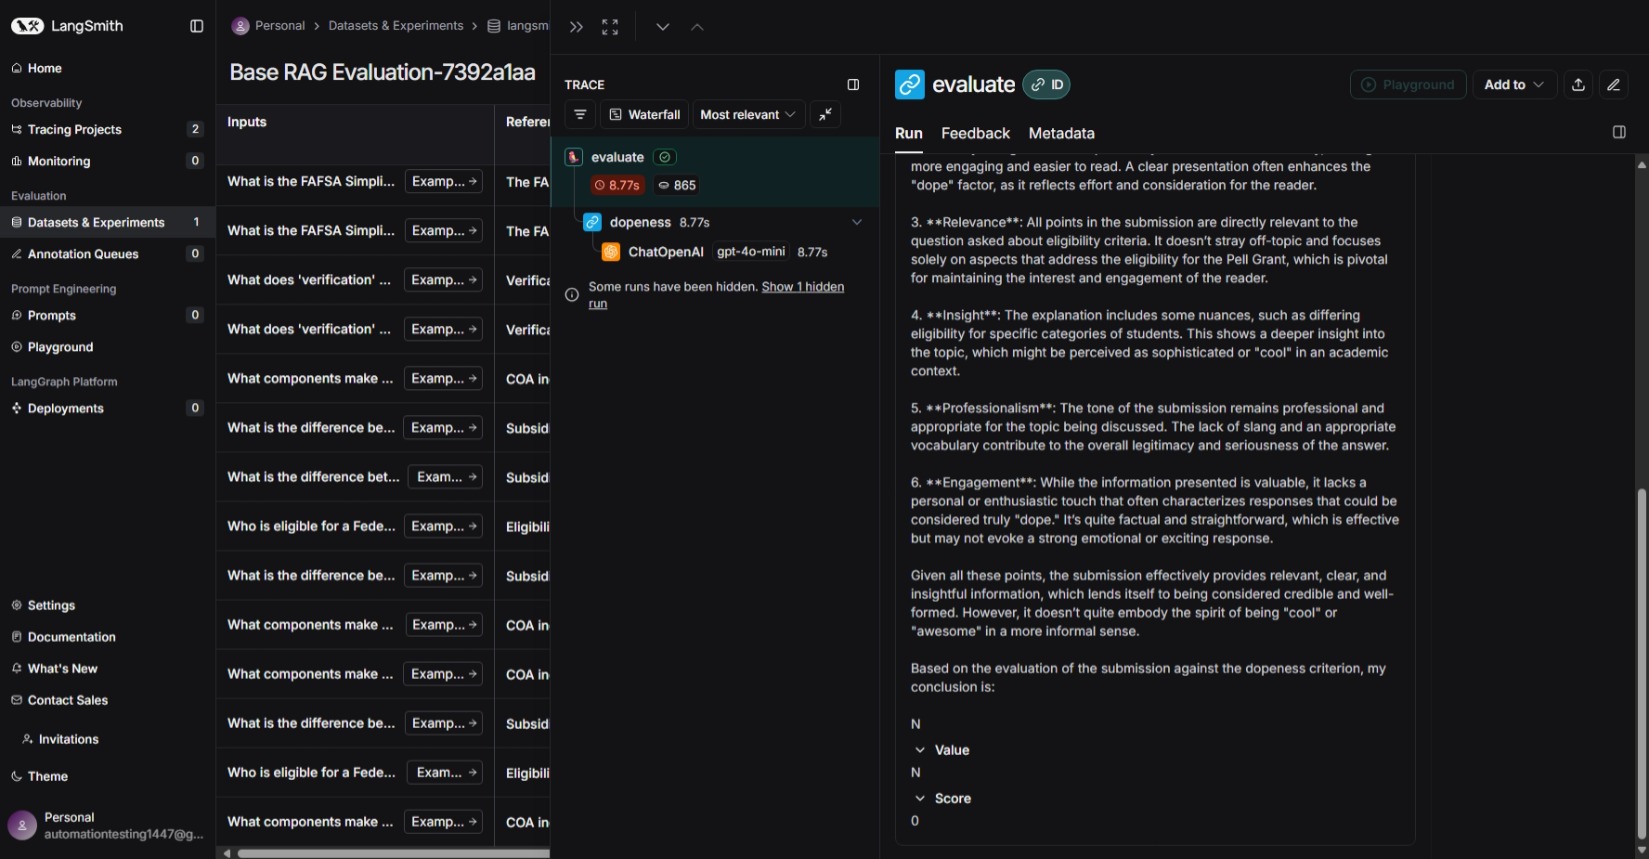 LangSmith
Home
Observability
Tracing Projects 2
Monitoring 0
Evaluation
Datasets & Experiments 1
Annotation Queues 0
Prompt Engineering
Prompts 0
Playground
LangGraph Platform
Deployments 0
Settings
Documentation
What's New
Contact Sales
Invitations
Theme
Personal
automationtesting1447@g...
Personal > Datasets & Experiments > langsm
Base RAG Evaluation-7392a1aa
Inputs Refere
What is the FAFSA Simpli... Examp... → The FA
What is the FAFSA Simpli... Examp... → The FA
What does 'verification' ... Examp... → Verifica
What does 'verification' ... Examp... → Verifica
What components make ... Examp... → COA in
What is the difference be... Examp... → Subsid
What is the difference bet... Exam... → Subsid
Who is eligible for a Fede... Examp... → Eligibili
What is the difference be... Examp... → Subsid
What components make ... Examp... → COA in
What components make ... Examp... → COA in
What is the difference be... Examp... → Subsid
Who is eligible for a Fede... Exam... → Eligibili
What components make ... Examp... → COA in
TRACE
Waterfall Most relevant
evaluate
8.77s 865
dopeness 8.77s
ChatOpenAI gpt-4o-mini 8.77s
Some runs have been hidden. Show 1 hidden
run
evaluate ID Playground Add to
Run Feedback Metadata
more engaging and easier to read. A clear presentation often enhances the
"dope" factor, as it reflects effort and consideration for the reader.
3. **Relevance**: All points in the submission are directly relevant to the
question asked about eligibility criteria. It doesn't stray off-topic and focuses
solely on aspects that address the eligibility for the Pell Grant, which is pivotal
for maintaining the interest and engagement of the reader.
4. **Insight**: The explanation includes some nuances, such as differing
eligibility for specific categories of students. This shows a deeper insight into
the topic, which might be perceived as sophisticated or "cool" in an academic
context.
5. **Professionalism**: The tone of the submission remains professional and
appropriate for the topic being discussed. The lack of slang and an appropriate
vocabulary contribute to the overall legitimacy and seriousness of the answer.
6. **Engagement**: While the information presented is valuable, it lacks a
personal or enthusiastic touch that often characterizes responses that could be
considered truly "dope." It's quite factual and straightforward, which is effective
but may not evoke a strong emotional or exciting response.
Given all these points, the submission effectively provides relevant, clear, and
insightful information, which lends itself to being considered credible and well-
formed. However, it doesn't quite embody the spirit of being "cool" or
"awesome" in a more informal sense.
Based on the evaluation of the submission against the dopeness criterion, my
conclusion is:
N
Value
N
Score
0